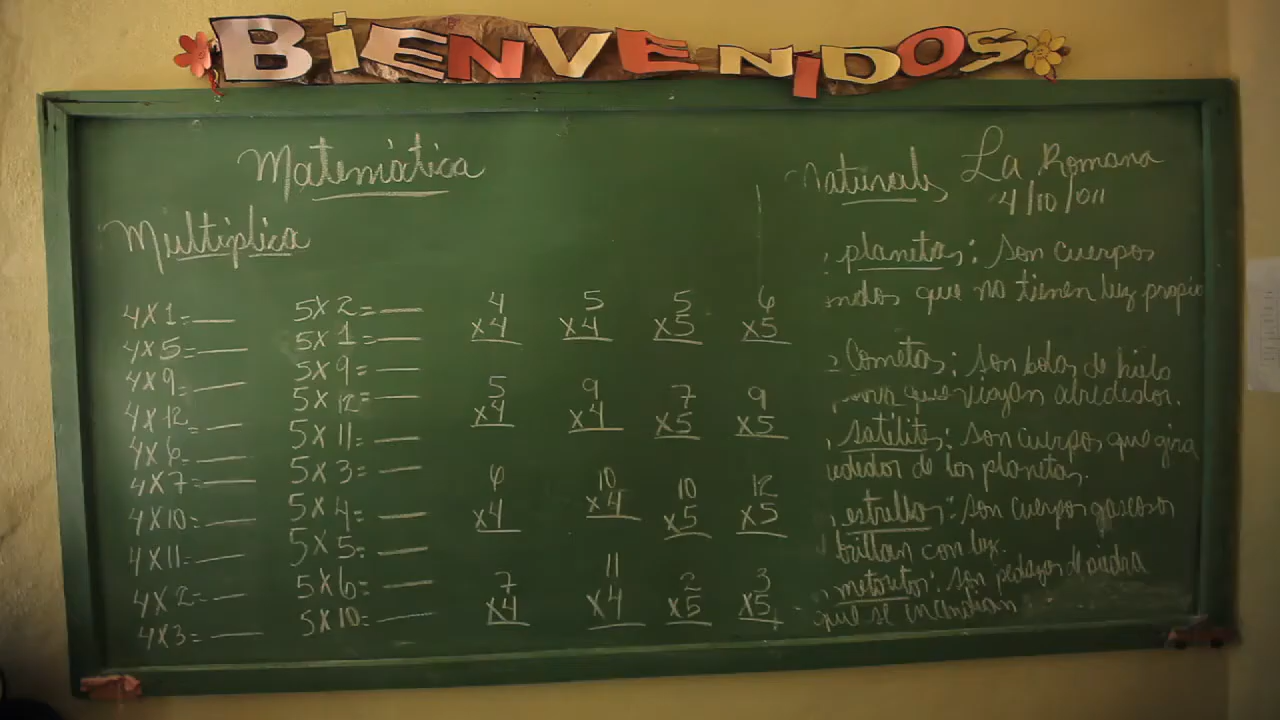 BIENVENIDOS
Matemática
Multiplica
4x1=
4x5=
4x9=
4x12=
4x6=
4x7=
4x10=
4x11=
4x2=
4x3=
5x2=
5x1=
5x9=
5x12=
5x11=
5x3=
5x4=
5x5=
5x6=
5x10=
4 5 5 6
x4 x4 x5 x5
5 9 7 9
x4 x4 x5 x5
6 10 10 12
x4 x4 x5 x5
7 11 2 3
x4 x4 x5 x5
Naturales La Romana
4/10/011
planetas: son cuerpos
que no tienen luz propia
Cometas: son bolas de hielo
que viajan alrededor.
satélites: son cuerpos que gira
de los planetas.
estrellas: son cuerpos gaseosos
brillan con luz.
meteoritos: son pedazos de piedra
que se incendian